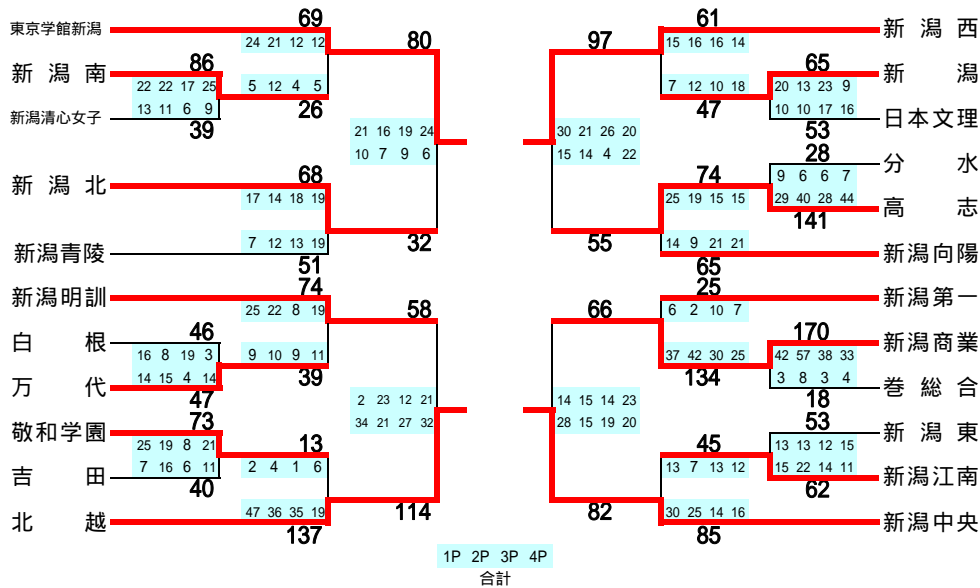 東京学館新潟
69
24 21 12 12
80
新潟南
86
22 22 17 25
5 12 4 5
26
13 11 6 9
新潟清心女子
39
21 16 19 24
10 7 9 6
新潟北
68
17 14 18 19
7 12 13 19
新潟青陵
51
32
新潟明訓
74
25 22 8 19
58
白根
46
16 8 19 3
9 10 9 11
39
14 15 4 14
万代
47
2 23 12 21
34 21 27 32
敬和学園
73
25 19 8 21
13
2 4 1 6
7 16 6 11
吉田
40
47 36 35 19
北越
137
114
97
61
15 16 16 14
新潟西
7 12 10 18
47
65
20 13 23 9
新潟
10 10 17 16
日本文理
53
30 21 26 20
15 14 4 22
28
分水
9 6 6 7
74
25 19 15 15
29 40 28 44
高志
141
14 9 21 21
55
65
新潟向陽
66
25
6 2 10 7
新潟第一
37 42 30 25
134
170
42 57 38 33
新潟商業
3 8 3 4
巻総合
18
14 15 14 23
28 15 19 20
53
13 13 12 15
新潟東
45
13 7 13 12
15 22 14 11
新潟江南
62
30 25 14 16
82
85
新潟中央
1P 2P 3P 4P
合計